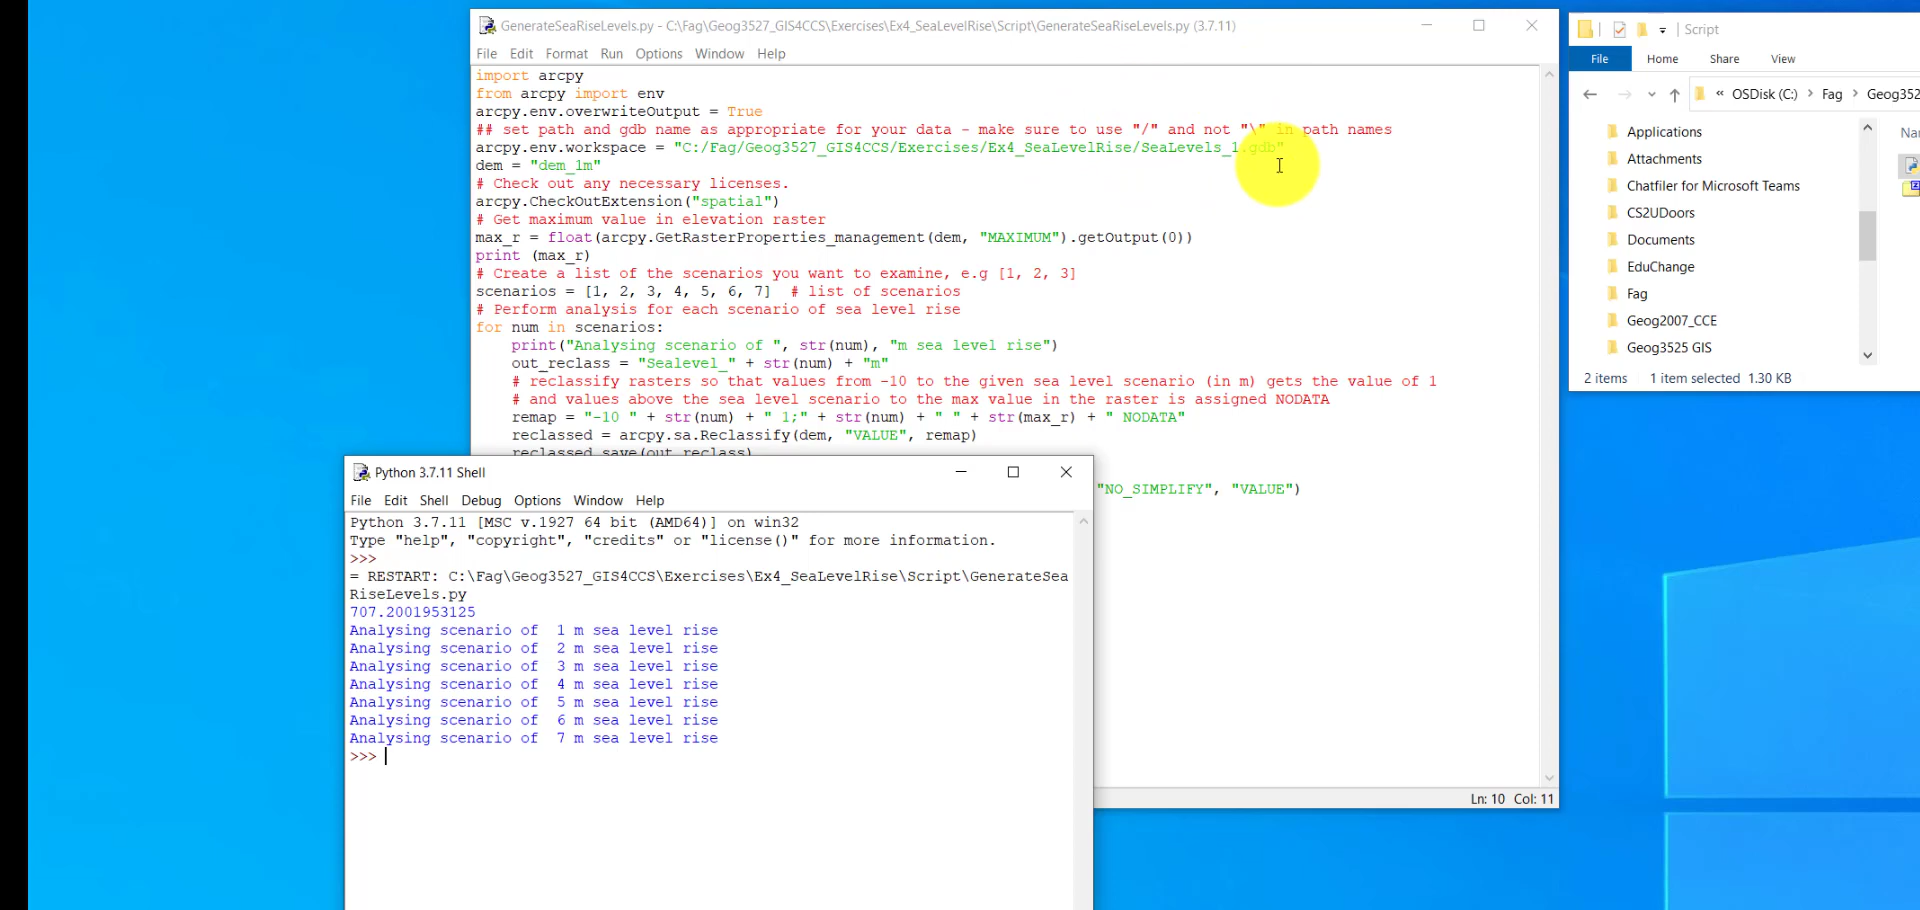 GenerateSeaRiseLevels.py - C:\Fag\Geog3527_GIS4CCS\Exercises\Ex4_SeaLevelRise\Script\GenerateSeaRiseLevels.py (3.7.11)
File Edit Format Run Options Window Help
import arcpy
from arcpy import env
arcpy.env.overwriteOutput = True
## set path and gdb name as appropriate for your data - make sure to use "/" and not "\" in path names
arcpy.env.workspace = "C:/Fag/Geog3527_GIS4CCS/Exercises/Ex4_SeaLevelRise/SeaLevels_1.gdb"
dem = "dem_1m"
# Check out any necessary licenses.
arcpy.CheckOutExtension("spatial")
# Get maximum value in elevation raster
max_r = float(arcpy.GetRasterProperties_management(dem, "MAXIMUM").getOutput(0))
print (max_r)
# Create a list of the scenarios you want to examine, e.g [1, 2, 3]
scenarios = [1, 2, 3, 4, 5, 6, 7]  # list of scenarios
# Perform analysis for each scenario of sea level rise
for num in scenarios:
    print("Analysing scenario of ", str(num), "m sea level rise")
    out_reclass = "Sealevel_" + str(num) + "m"
    # reclassify rasters so that values from -10 to the given sea level scenario (in m) gets the value of 1
    # and values above the sea level scenario to the max value in the raster is assigned NODATA
    remap = "-10 " + str(num) + " 1;" + str(num) + " " + str(max_r) + " NODATA"
    reclassed = arcpy.sa.Reclassify(dem, "VALUE", remap)
    reclassed.save(out_reclass)
"NO_SIMPLIFY", "VALUE")
Ln: 10 Col: 11
Python 3.7.11 Shell
File Edit Shell Debug Options Window Help
Python 3.7.11 [MSC v.1927 64 bit (AMD64)] on win32
Type "help", "copyright", "credits" or "license()" for more information.
>>>
= RESTART: C:\Fag\Geog3527_GIS4CCS\Exercises\Ex4_SeaLevelRise\Script\GenerateSea
RiseLevels.py
707.2001953125
Analysing scenario of  1 m sea level rise
Analysing scenario of  2 m sea level rise
Analysing scenario of  3 m sea level rise
Analysing scenario of  4 m sea level rise
Analysing scenario of  5 m sea level rise
Analysing scenario of  6 m sea level rise
Analysing scenario of  7 m sea level rise
>>>
Script
File Home Share View
« OSDisk (C:) > Fag > Geog352
Applications
Attachments
Chatfiler for Microsoft Teams
CS2UDoors
Documents
EduChange
Fag
Geog2007_CCE
Geog3525 GIS
Na
2 items 1 item selected 1.30 KB